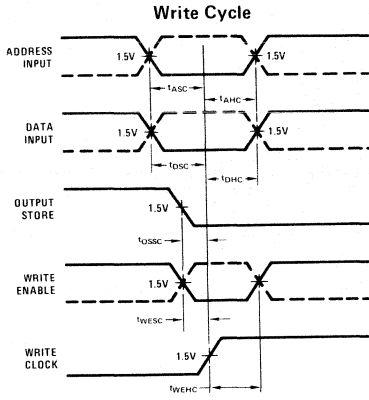 Write Cycle
ADDRESS
INPUT
1.5V
1.5V
tASC
tAHC
DATA
INPUT
1.5V
1.5V
tDSC
tDHC
OUTPUT
STORE
1.5V
tOSSC
WRITE
ENABLE
1.5V
tWESC
WRITE
CLOCK
1.5V
tWEHC